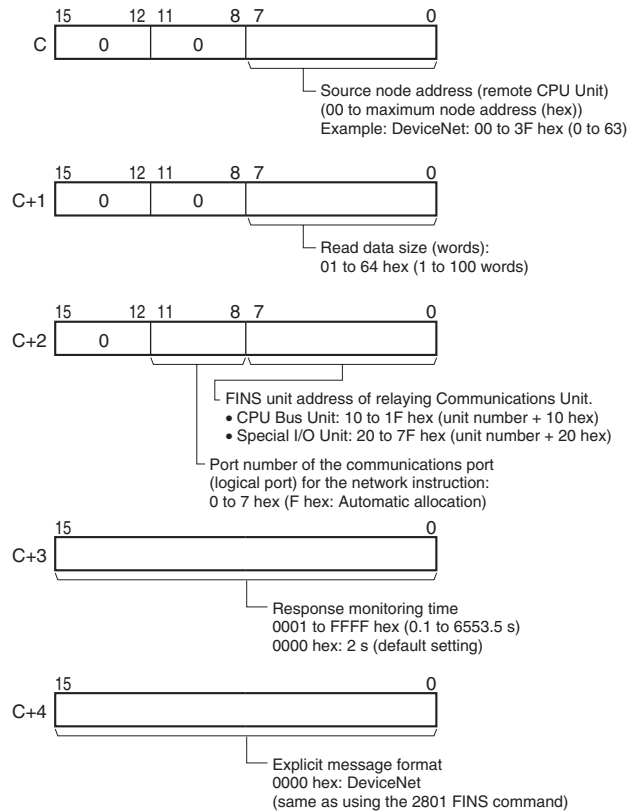 15 12 11 8 7 0
C 0 0
Source node address (remote CPU Unit)
(00 to maximum node address (hex))
Example: DeviceNet: 00 to 3F hex (0 to 63)
15 12 11 8 7 0
C+1 0 0
Read data size (words):
01 to 64 hex (1 to 100 words)
15 12 11 8 7 0
C+2 0
FINS unit address of relaying Communications Unit.
• CPU Bus Unit: 10 to 1F hex (unit number + 10 hex)
• Special I/O Unit: 20 to 7F hex (unit number + 20 hex)
Port number of the communications port
(logical port) for the network instruction:
0 to 7 hex (F hex: Automatic allocation)
15 0
C+3
Response monitoring time
0001 to FFFF hex (0.1 to 6553.5 s)
0000 hex: 2 s (default setting)
15 0
C+4
Explicit message format
0000 hex: DeviceNet
(same as using the 2801 FINS command)